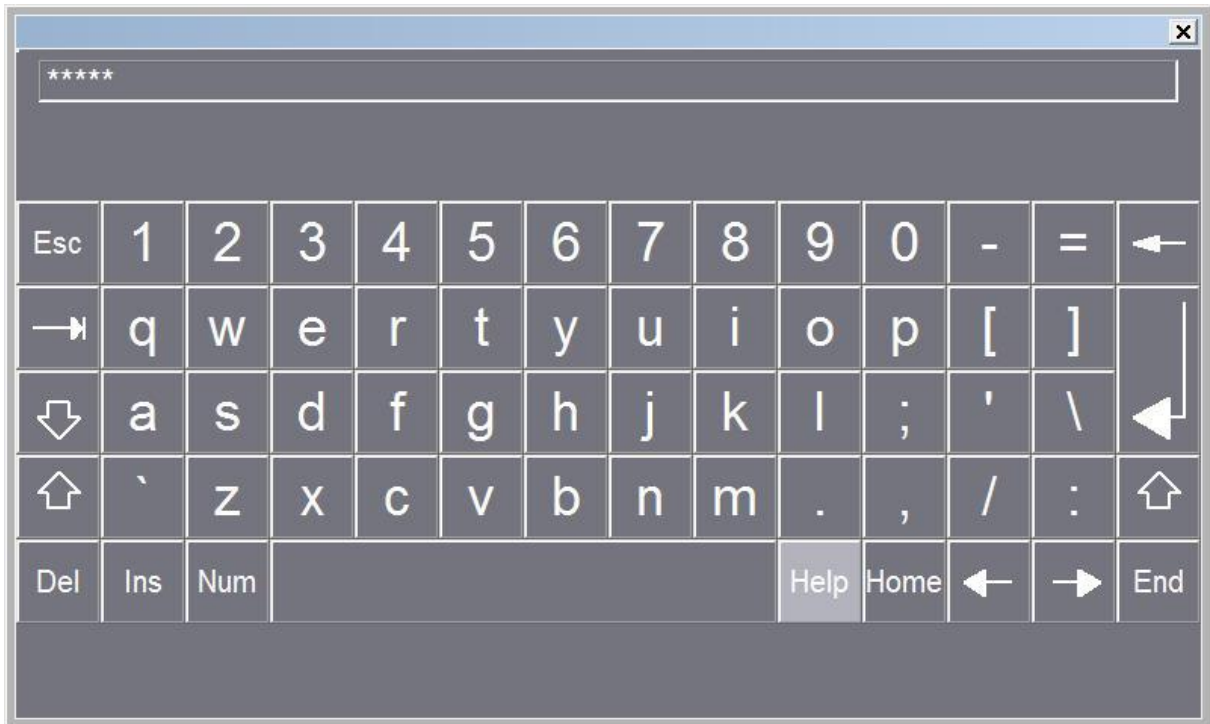 *****
Esc 1 2 3 4 5 6 7 8 9 0 - =
q w e r t y u i o p [ ]
a s d f g h j k l ; ' \
` z x c v b n m . , / :
Del Ins Num Help Home End